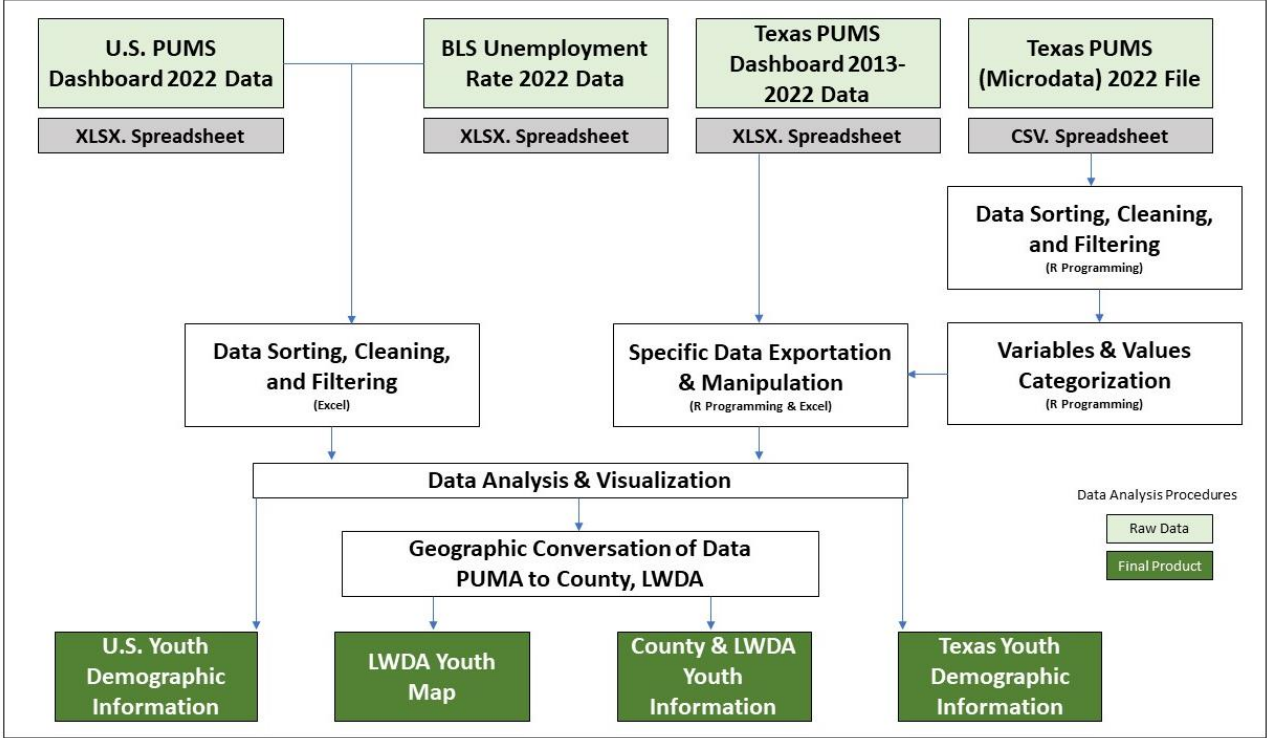 U.S. PUMS
Dashboard 2022 Data
BLS Unemployment
Rate 2022 Data
Texas PUMS
Dashboard 2013-
2022 Data
Texas PUMS
(Microdata) 2022 File
XLSX. Spreadsheet
XLSX. Spreadsheet
XLSX. Spreadsheet
CSV. Spreadsheet
Data Sorting, Cleaning,
and Filtering
(R Programming)
Data Sorting, Cleaning,
and Filtering
(Excel)
Specific Data Exportation
& Manipulation
(R Programming & Excel)
Variables & Values
Categorization
(R Programming)
Data Analysis & Visualization
Data Analysis Procedures
Raw Data
Final Product
Geographic Conversation of Data
PUMA to County, LWDA
U.S. Youth
Demographic
Information
LWDA Youth
Map
County & LWDA
Youth
Information
Texas Youth
Demographic
Information